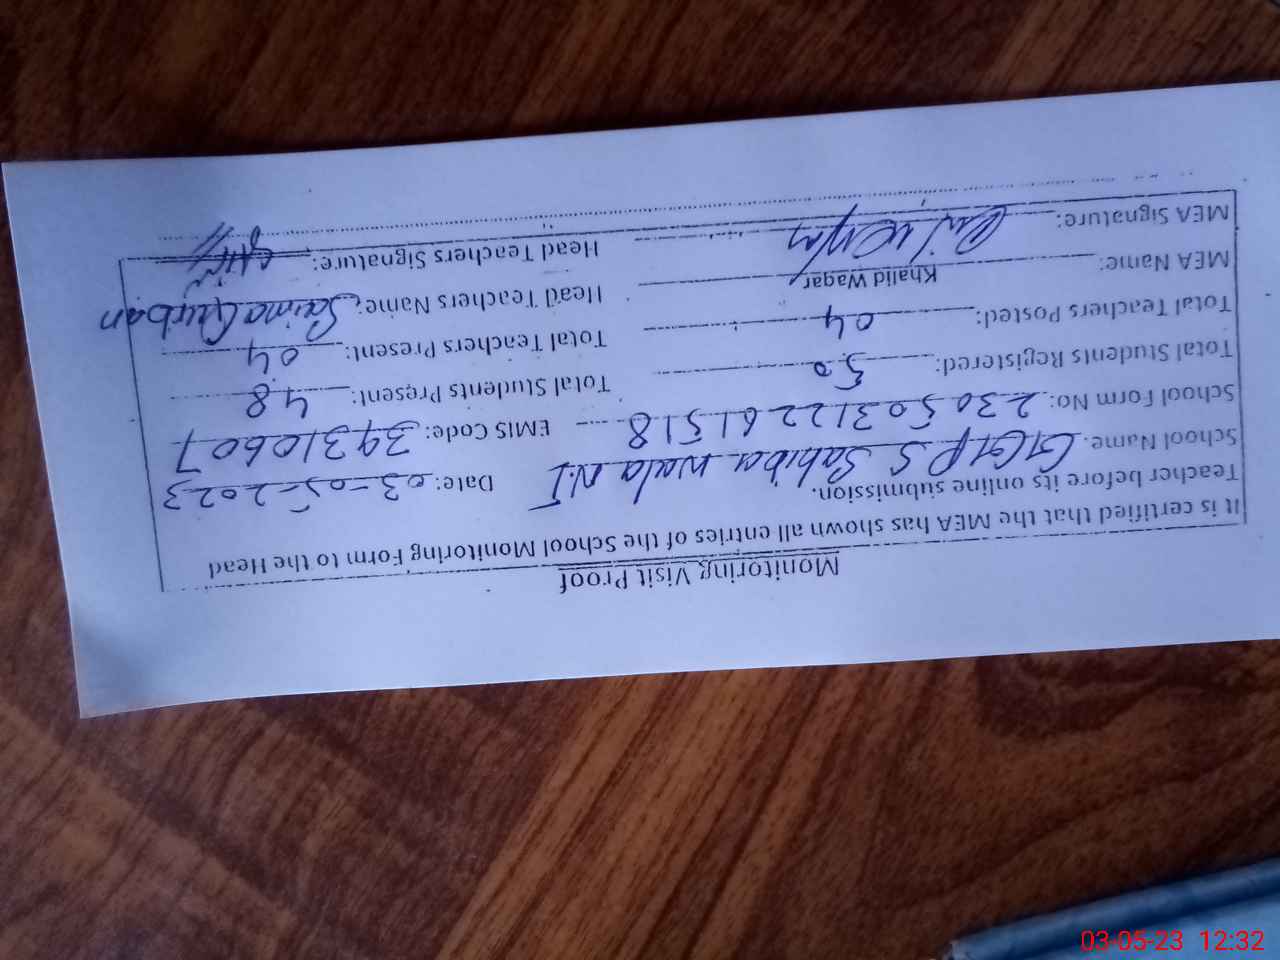 Monitoring Visit Proof
It is certified that the MEA has shown all entries of the School Monitoring Form to the Head
Teacher before its online submission.
School Name. GGPS Sahiba wala N.I Date: 03-05-2023
School Form No: 23050312261518 EMIS Code: 39310607
Total Students Registered: 50 Total Students Present: 48
Total Teachers Posted: 04 Total Teachers Present: 04
MEA Name: Khalid Waqar Head Teachers Name: Saima Qurban
MEA Signature: Head Teachers Signature:
03-05-23 12:32